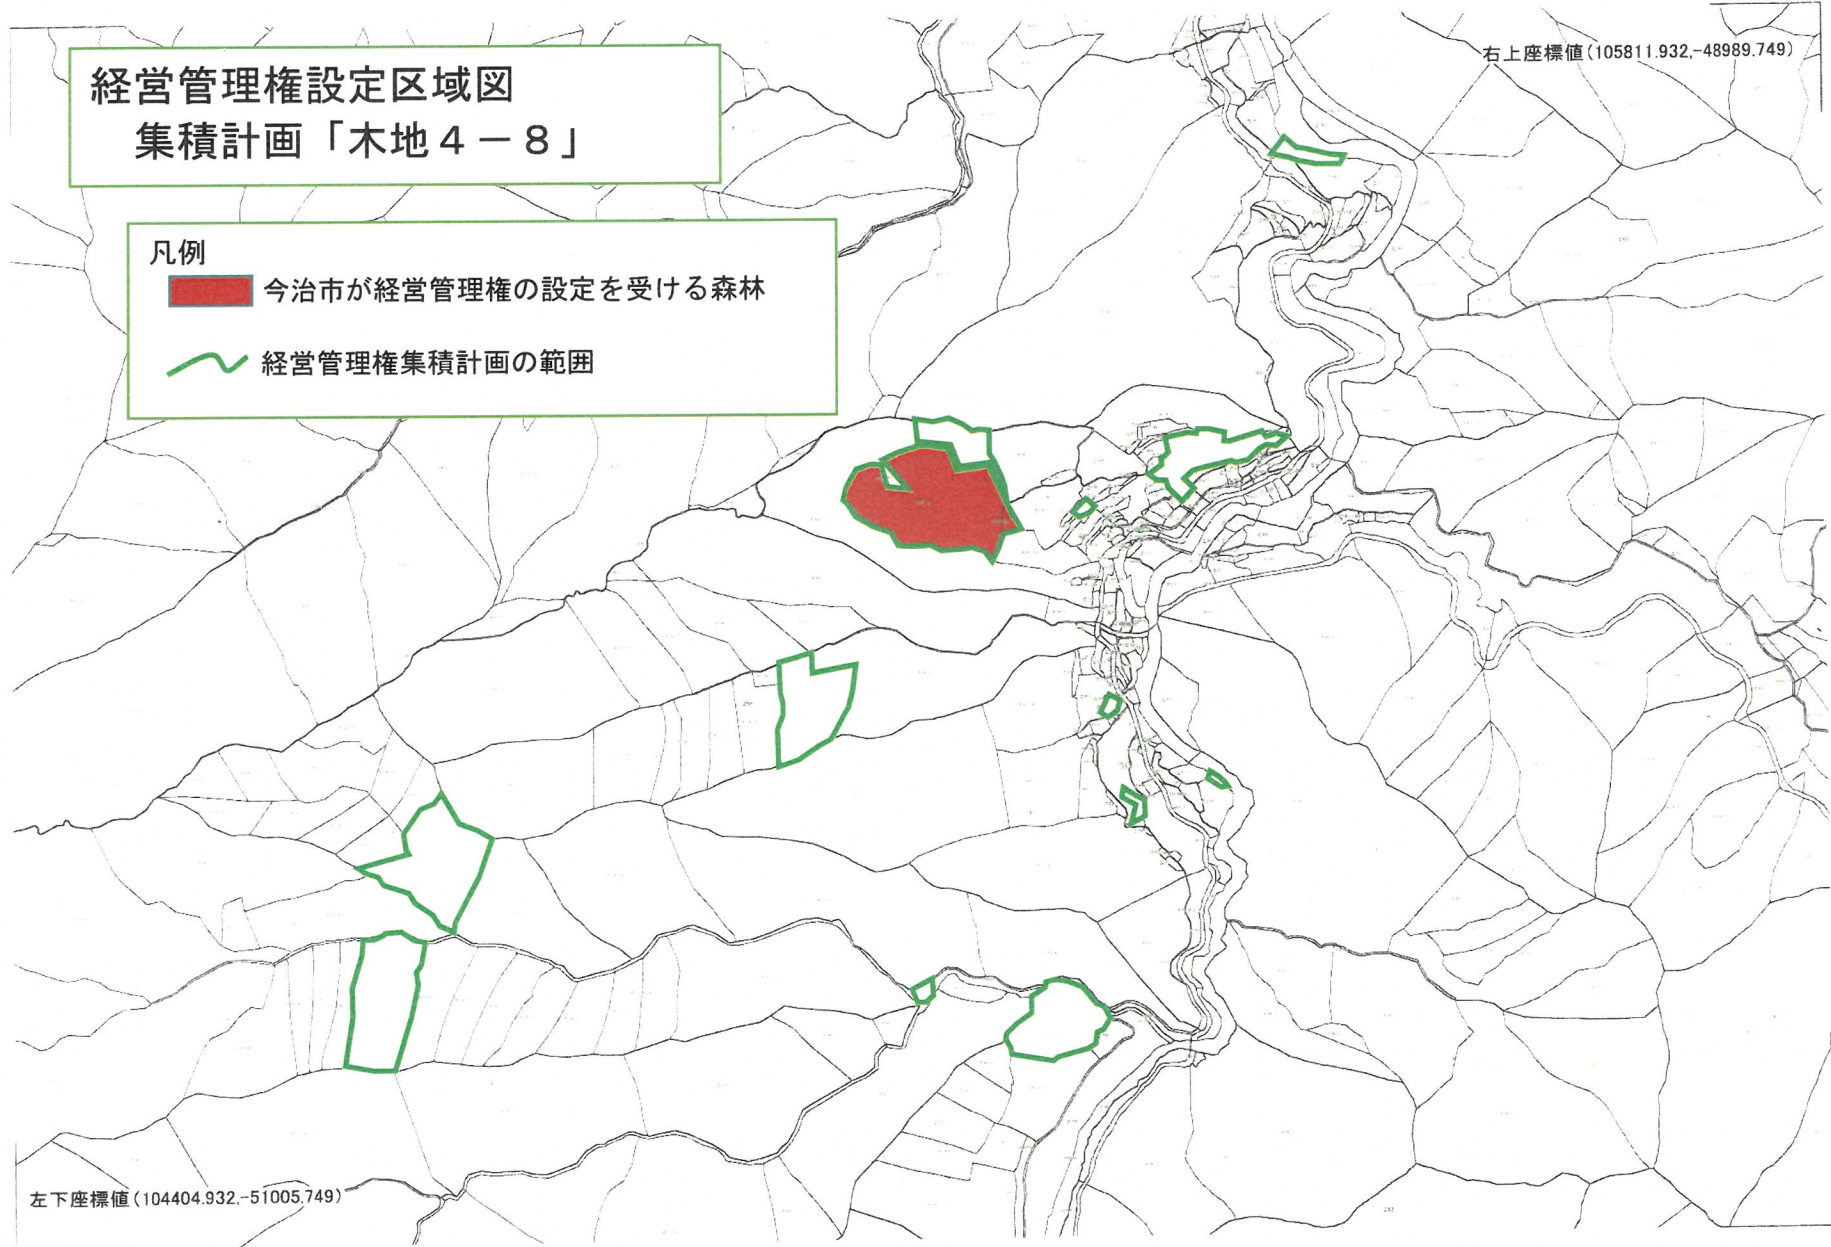 経営管理権設定区域図
集積計画「木地４－８」
右上座標値(105811.932,-48989.749)
凡例
今治市が経営管理権の設定を受ける森林
経営管理権集積計画の範囲
左下座標値(104404.932,-51005.749)